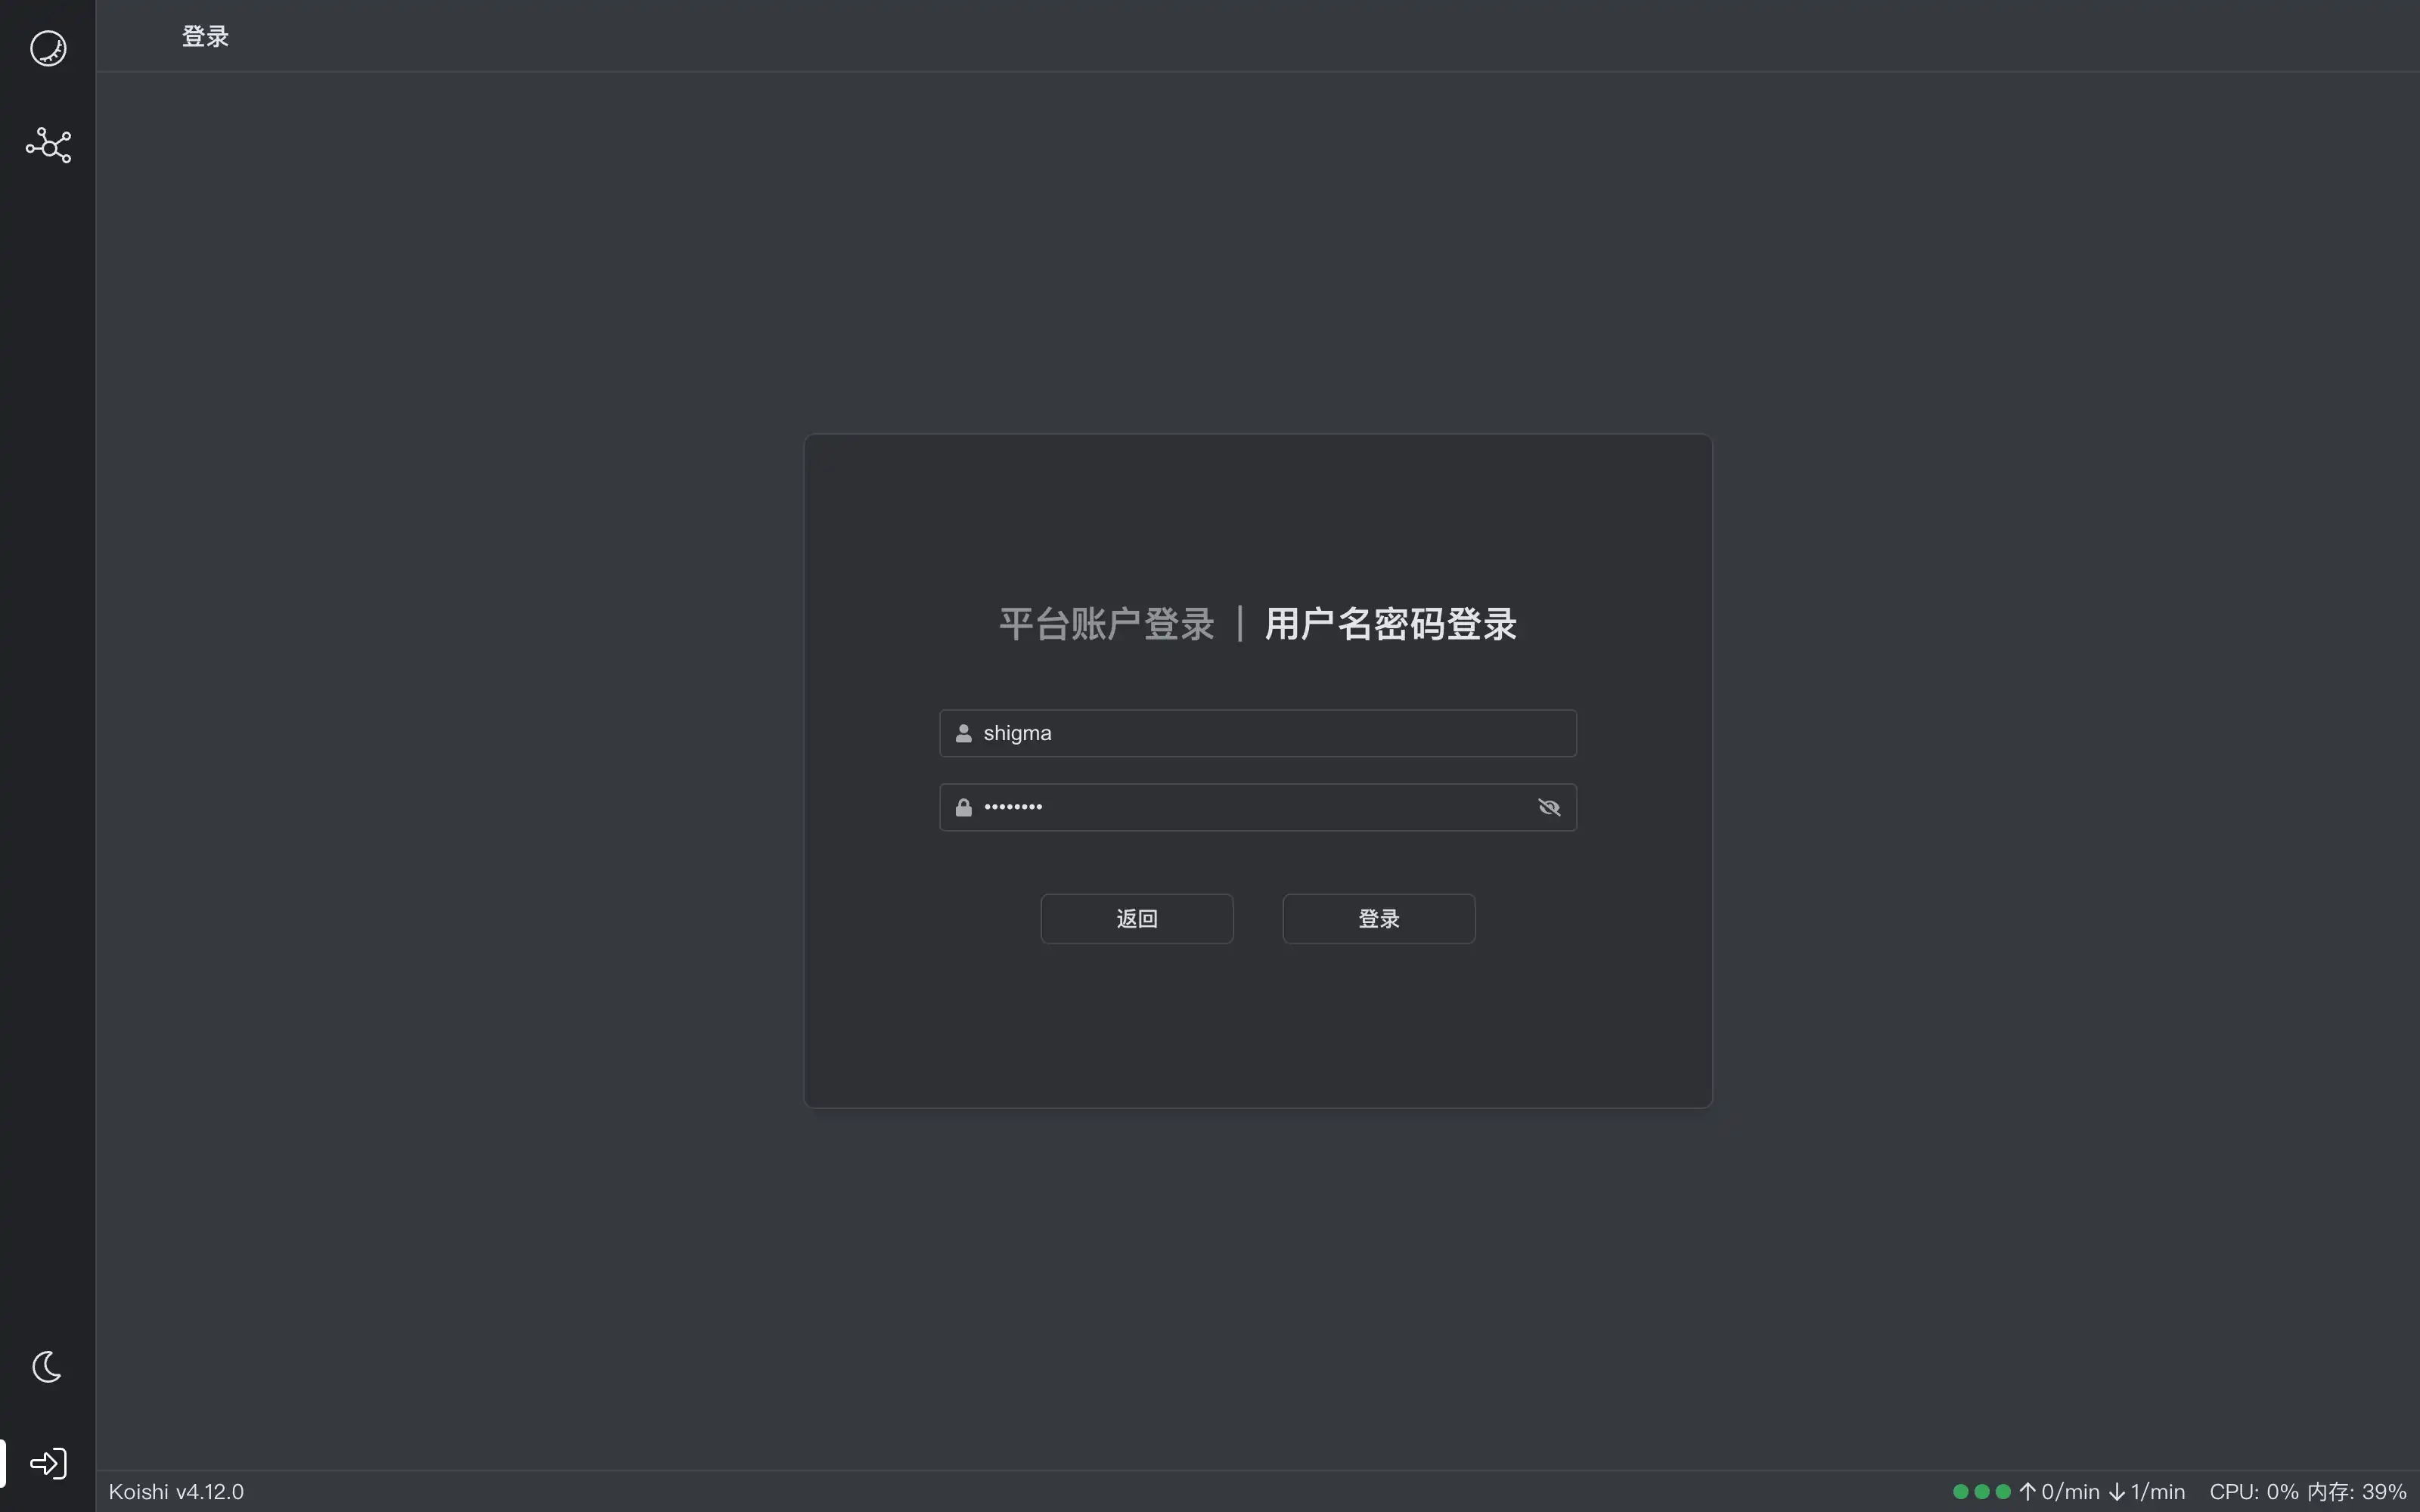 登录
平台账户登录 | 用户名密码登录
shigma
••••••••
返回 登录
Koishi v4.12.0
↑0/min ↓1/min CPU: 0% 内存: 39%